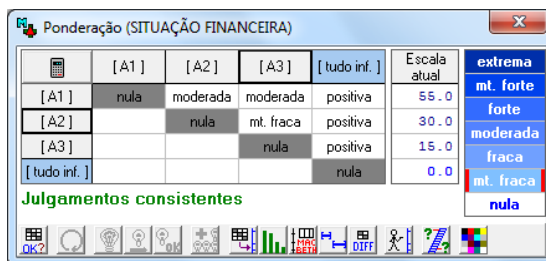 Ponderação (SITUAÇÃO FINANCEIRA)
[ A1 ] [ A2 ] [ A3 ] [ tudo inf. ] Escala atual extrema
[ A1 ] nula moderada moderada positiva 55.0 mt. forte
forte
[ A2 ] nula mt. fraca positiva 30.0 moderada
[ A3 ] nula positiva 15.0 fraca
[ tudo inf. ] nula 0.0 mt. fraca
Julgamentos consistentes nula
OK? OK MAC BETH DIFF ?? ?